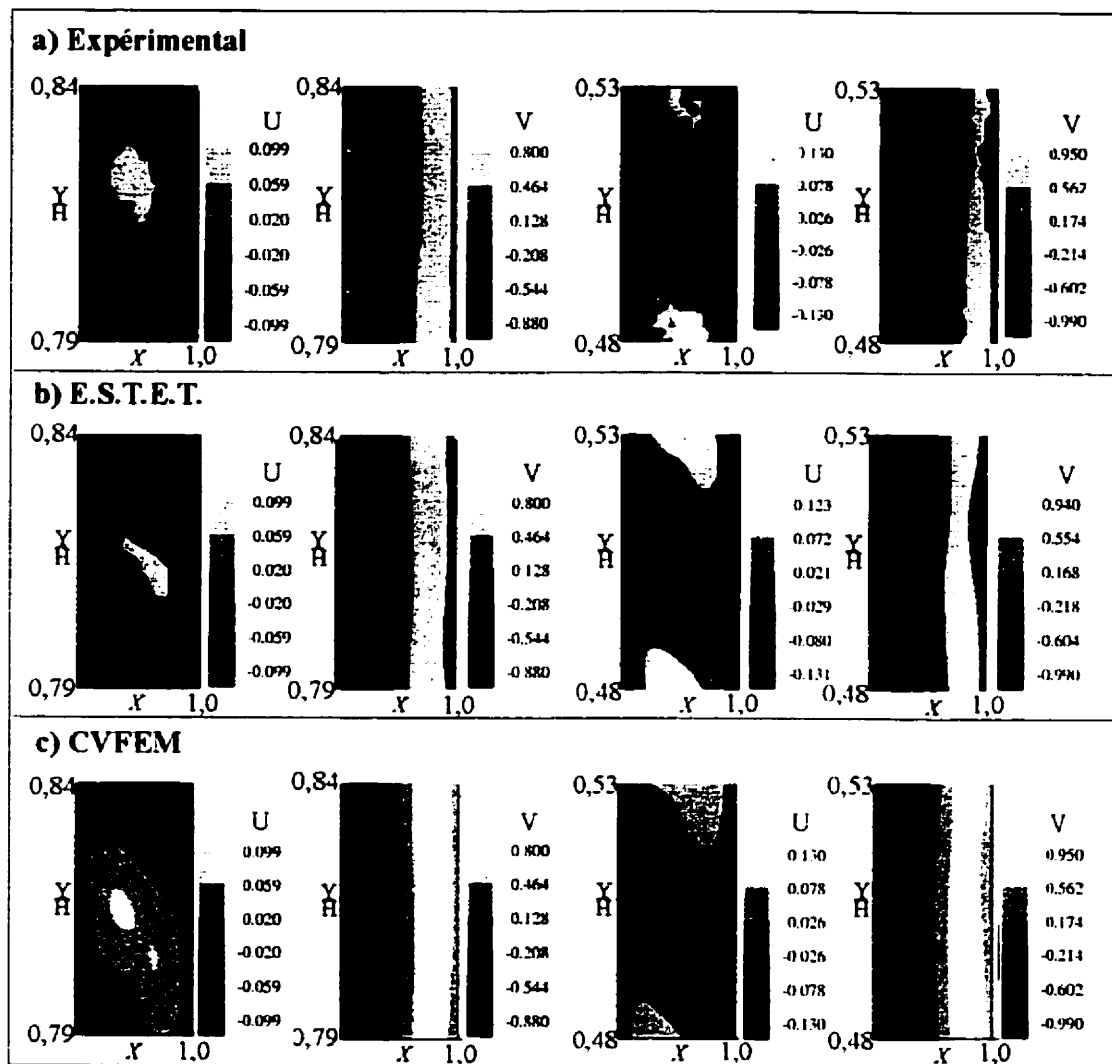 a) Expérimental
0,84 0,84 0,53 0,53
U V U V
0.099 0.800 0.130 0.950
0.059 0.464 0.078 0.562
0.020 0.128 0.026 0.174
-0.020 -0.208 -0.026 -0.214
-0.059 -0.544 -0.078 -0.602
-0.099 -0.880 -0.130 -0.990
Y Y Y Y
H H H H
0,79 0,79 0,48 0,48
x 1,0 x 1,0 x 1,0 x 1,0
b) E.S.T.E.T.
0,84 0,84 0,53 0,53
U V U V
0.099 0.800 0.123 0.940
0.059 0.464 0.072 0.554
0.020 0.128 0.021 0.168
-0.020 -0.208 -0.029 -0.218
-0.059 -0.544 -0.080 -0.604
-0.099 -0.880 -0.131 -0.990
Y Y Y Y
H H H H
0,79 0,79 0,48 0,48
x 1,0 x 1,0 x 1,0 x 1,0
c) CVFEM
0,84 0,84 0,53 0,53
U V U V
0.099 0.800 0.130 0.950
0.059 0.464 0.078 0.562
0.020 0.128 0.026 0.174
-0.020 -0.208 -0.026 -0.214
-0.059 -0.544 -0.078 -0.602
-0.099 -0.880 -0.130 -0.990
Y Y Y Y
H H H H
0,79 0,79 0,48 0,48
x 1,0 x 1,0 x 1,0 x 1,0